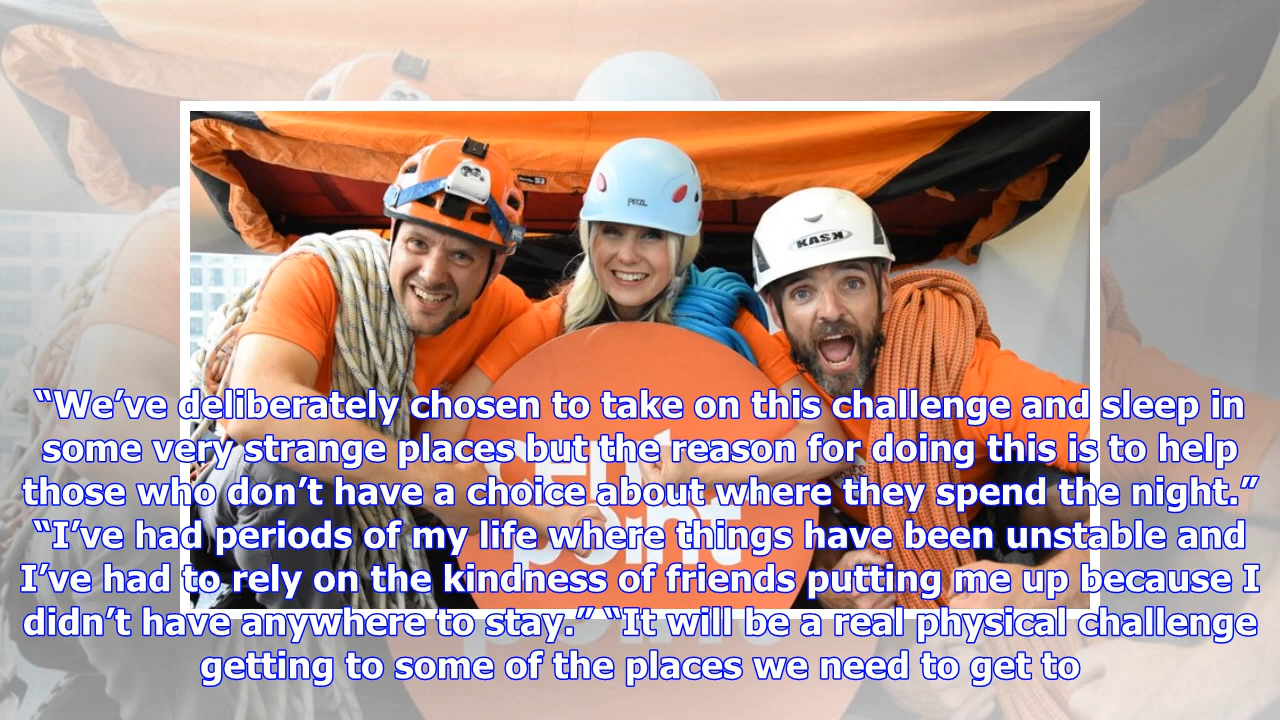 PETZL
KASK
“We’ve deliberately chosen to take on this challenge and sleep in
some very strange places but the reason for doing this is to help
those who don’t have a choice about where they spend the night.”
“I’ve had periods of my life where things have been unstable and
I’ve had to rely on the kindness of friends putting me up because I
didn’t have anywhere to stay.” “It will be a real physical challenge
getting to some of the places we need to get to
point